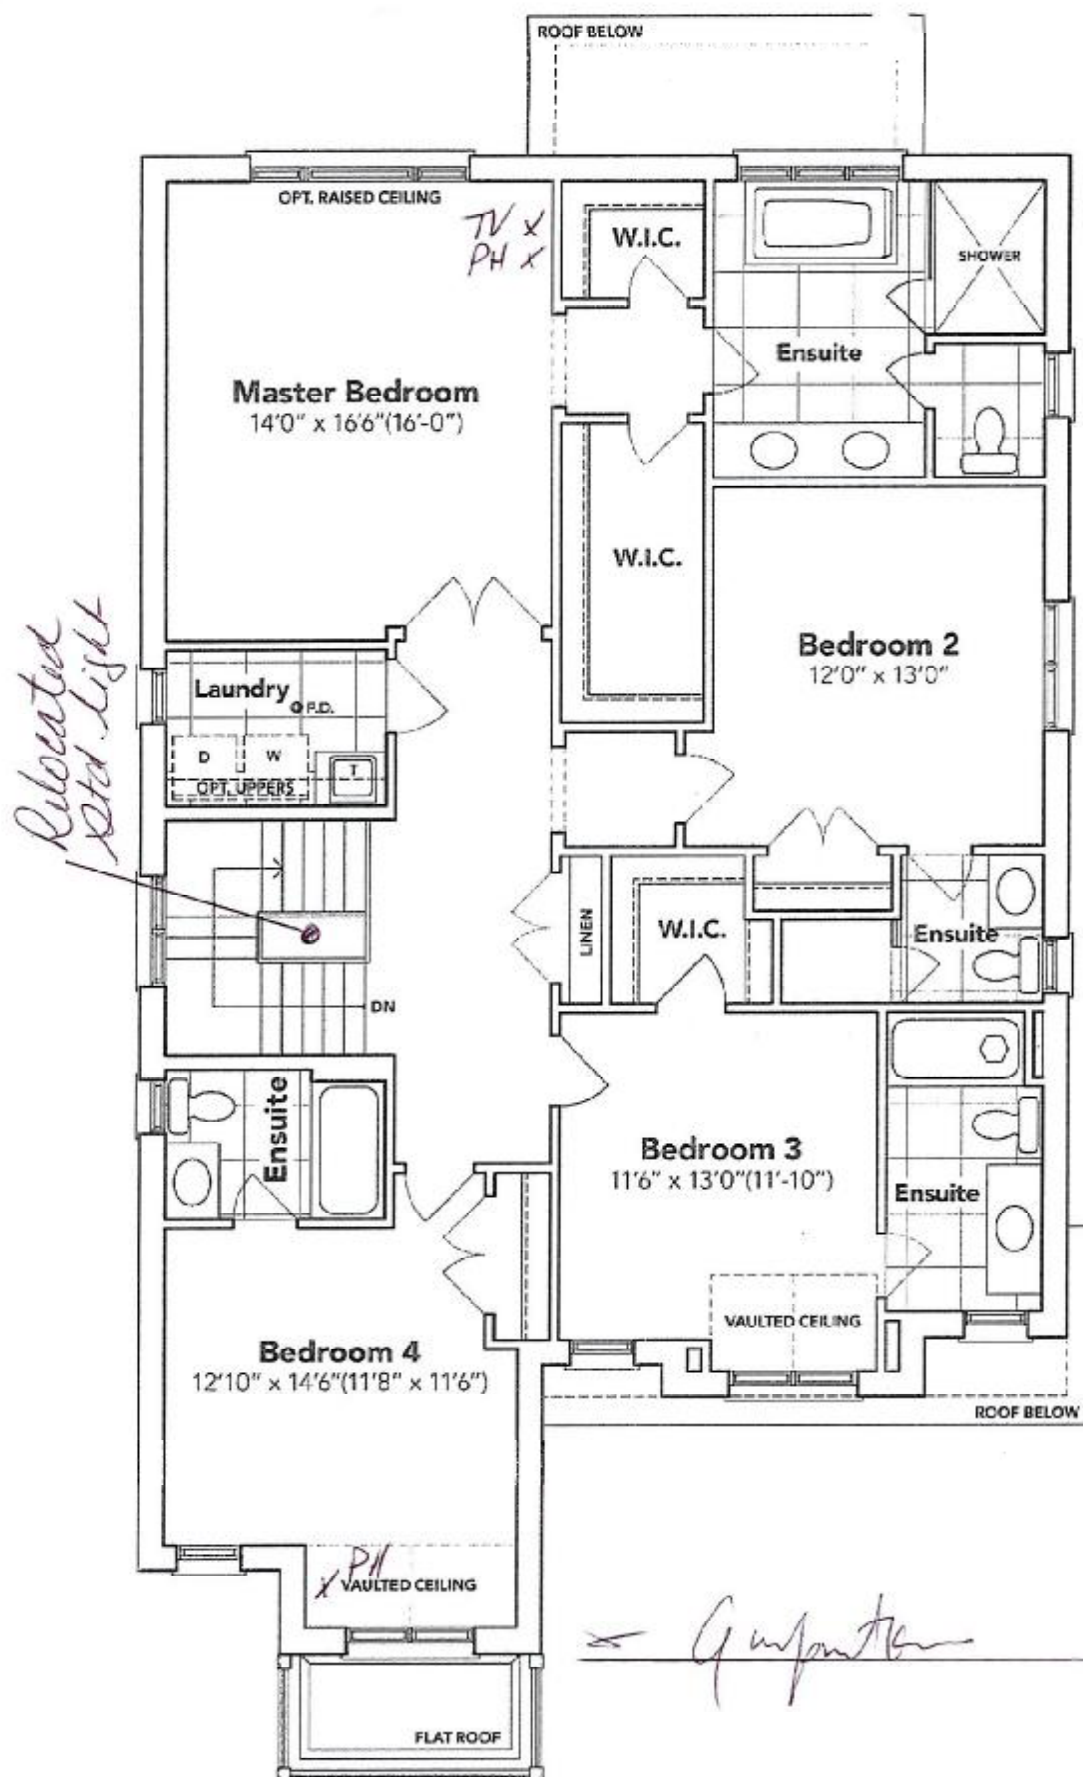 ROOF BELOW
OPT. RAISED CEILING
TV x
PH x
W.I.C.
SHOWER
Ensuite
Master Bedroom
14'0" x 16'6"(16'-0")
W.I.C.
Bedroom 2
12'0" x 13'0"
Relocated
std light
Laundry
F.D.
D
W
T
OPT. UPPERS
LINEN
W.I.C.
Ensuite
DN
Ensuite
Bedroom 3
11'6" x 13'0"(11'-10")
Ensuite
VAULTED CEILING
Bedroom 4
12'10" x 14'6"(11'8" x 11'6")
ROOF BELOW
PH
x VAULTED CEILING
FLAT ROOF